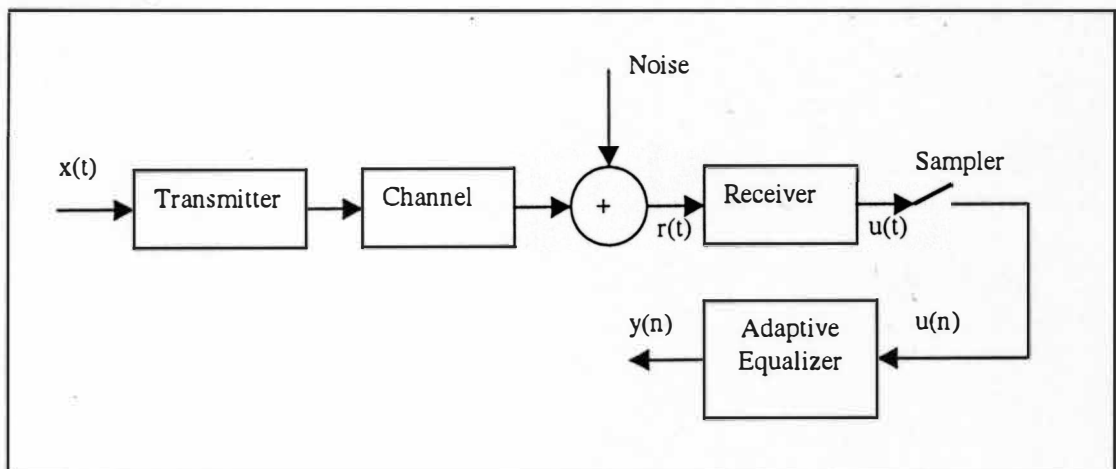 Noise
x(t)
Transmitter
Channel
+
r(t)
Receiver
u(t)
Sampler
y(n)
Adaptive
Equalizer
u(n)